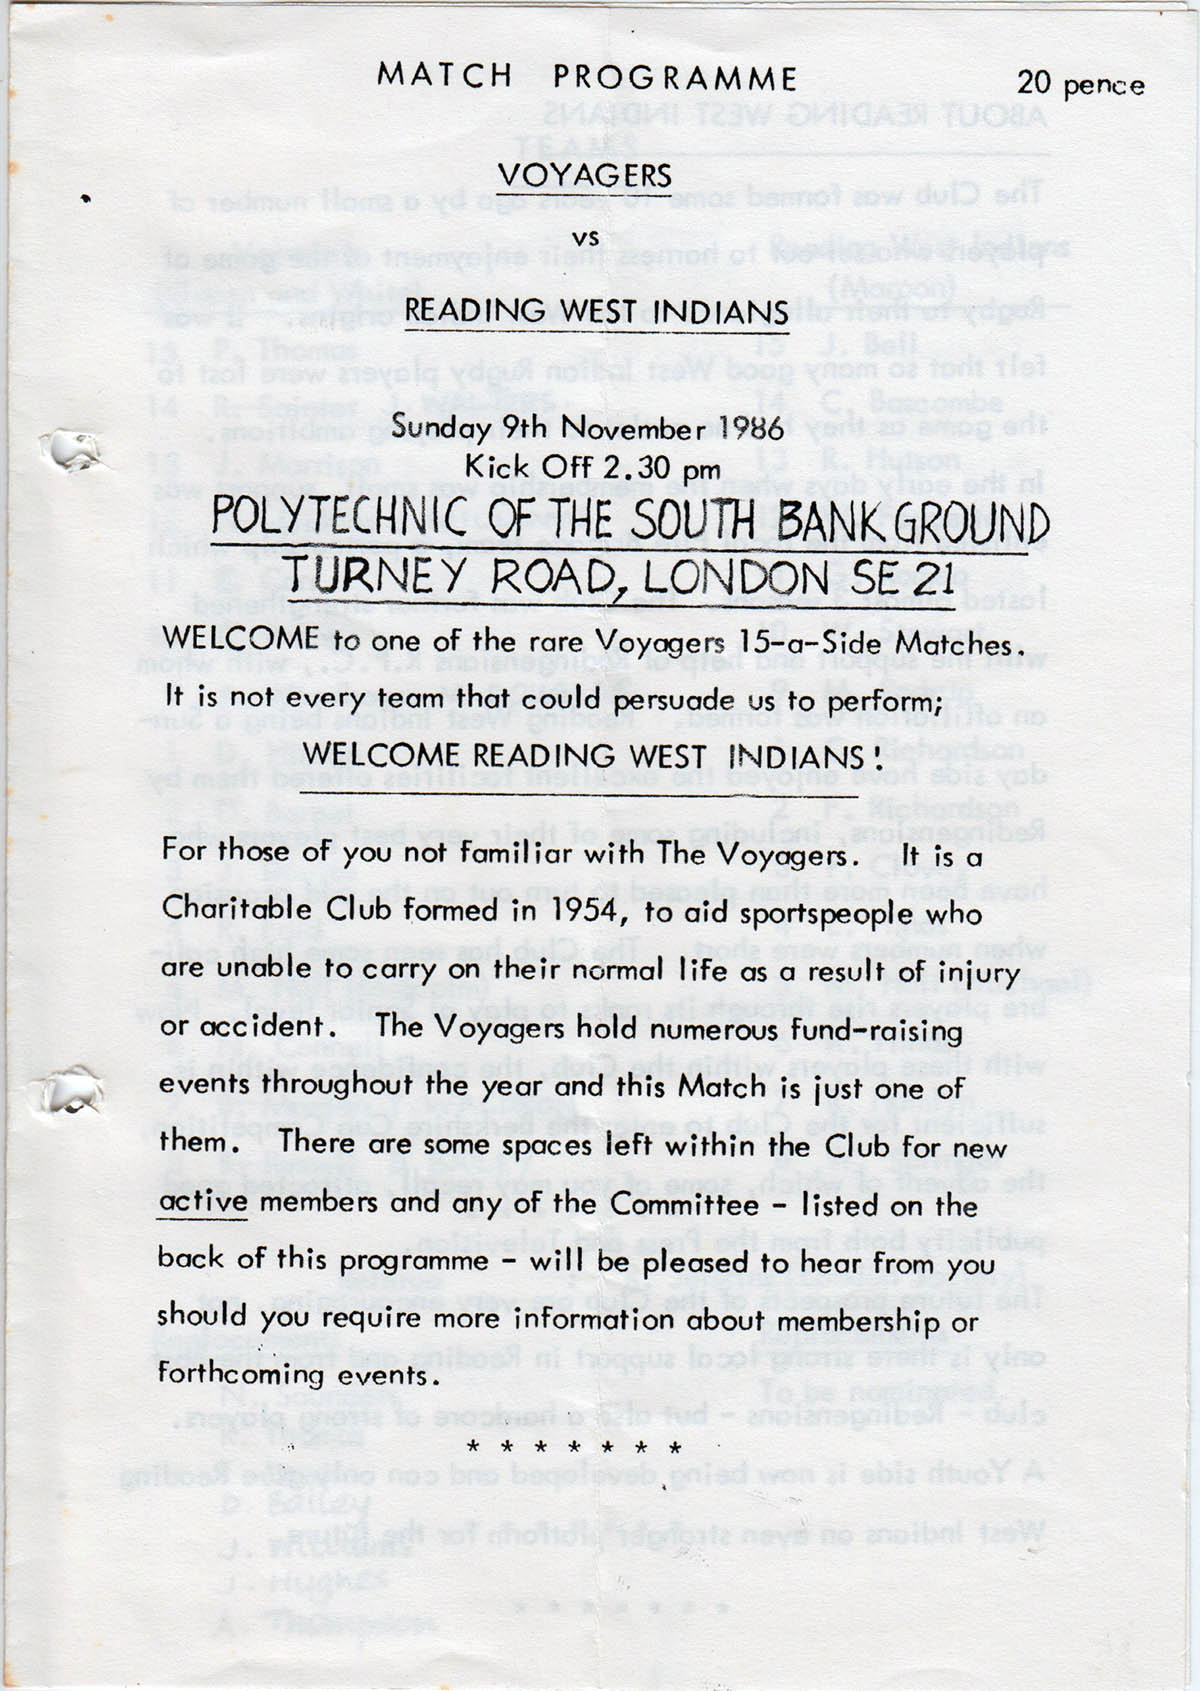 MATCH PROGRAMME 20 pence
VOYAGERS
vs
READING WEST INDIANS
Sunday 9th November 1986
Kick Off 2.30 pm
POLYTECHNIC OF THE SOUTH BANK GROUND
TURNEY ROAD, LONDON SE 21
WELCOME to one of the rare Voyagers 15-a-Side Matches.
It is not every team that could persuade us to perform;
WELCOME READING WEST INDIANS!
For those of you not familiar with The Voyagers. It is a
Charitable Club formed in 1954, to aid sportspeople who
are unable to carry on their normal life as a result of injury
or accident. The Voyagers hold numerous fund-raising
events throughout the year and this Match is just one of
them. There are some spaces left within the Club for new
active members and any of the Committee - listed on the
back of this programme - will be pleased to hear from you
should you require more information about membership or
forthcoming events.
* * * * * * *